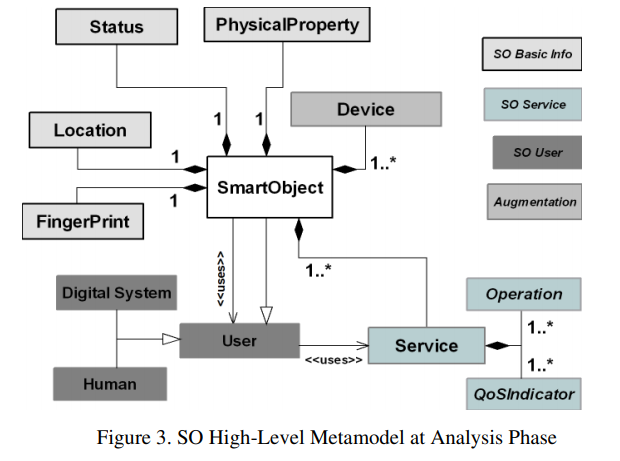 Status
PhysicalProperty
SO Basic Info
1
1
Device
SO Service
Location
1
1..*
SO User
SmartObject
1
FingerPrint
Augmentation
<<uses>>
1..*
Digital System
Operation
1..*
User
Service
<<uses>>
1..*
Human
QoSIndicator
Figure 3. SO High-Level Metamodel at Analysis Phase